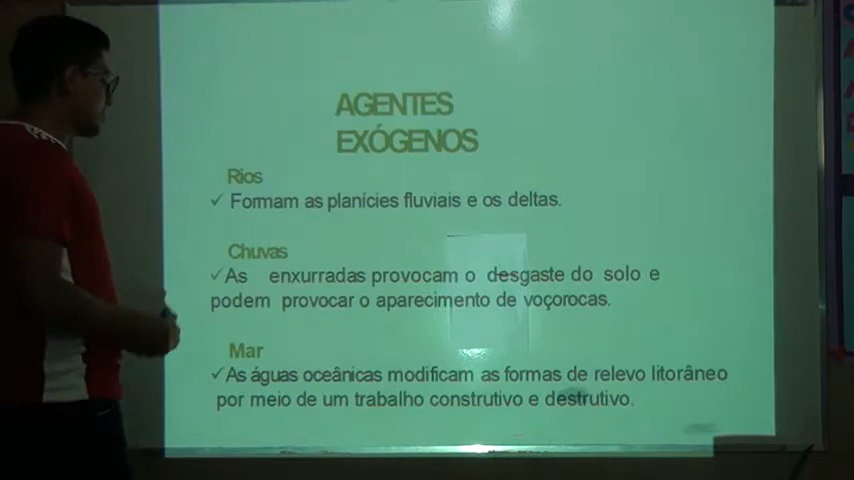 AGENTES
EXÓGENOS
Rios
✓ Formam as planícies fluviais e os deltas.
Chuvas
✓As enxurradas provocam o desgaste do solo e
podem provocar o aparecimento de voçorocas.
Mar
✓As águas oceânicas modificam as formas de relevo litorâneo
por meio de um trabalho construtivo e destrutivo.